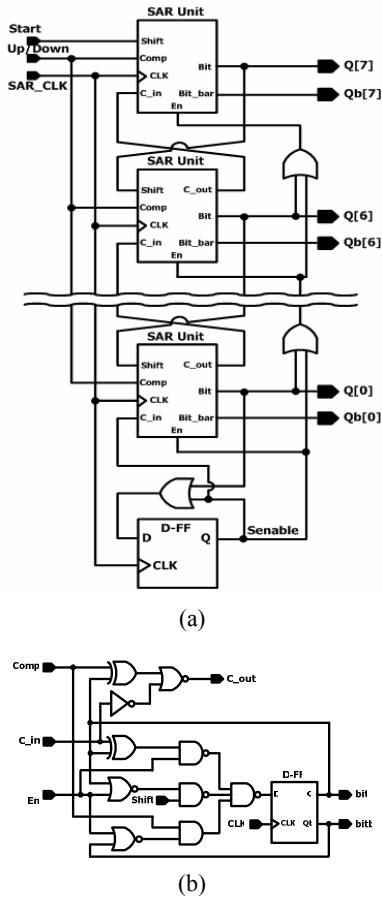 SAR Unit
Start
Shift
Up/Down
Comp
Bit
Q[7]
SAR_CLK
CLK
C_in
Bit_bar
Qb[7]
En
SAR Unit
Shift
C_out
Comp
Bit
Q[6]
CLK
C_in
Bit_bar
Qb[6]
En
SAR Unit
Shift
C_out
Comp
Bit
Q[0]
CLK
C_in
Bit_bar
Qb[0]
En
D-FF
D
Q
Senable
CLK
(a)
Comp
C_out
C_in
D-FF
En
Shift
bit
CLK
CLK
(b)